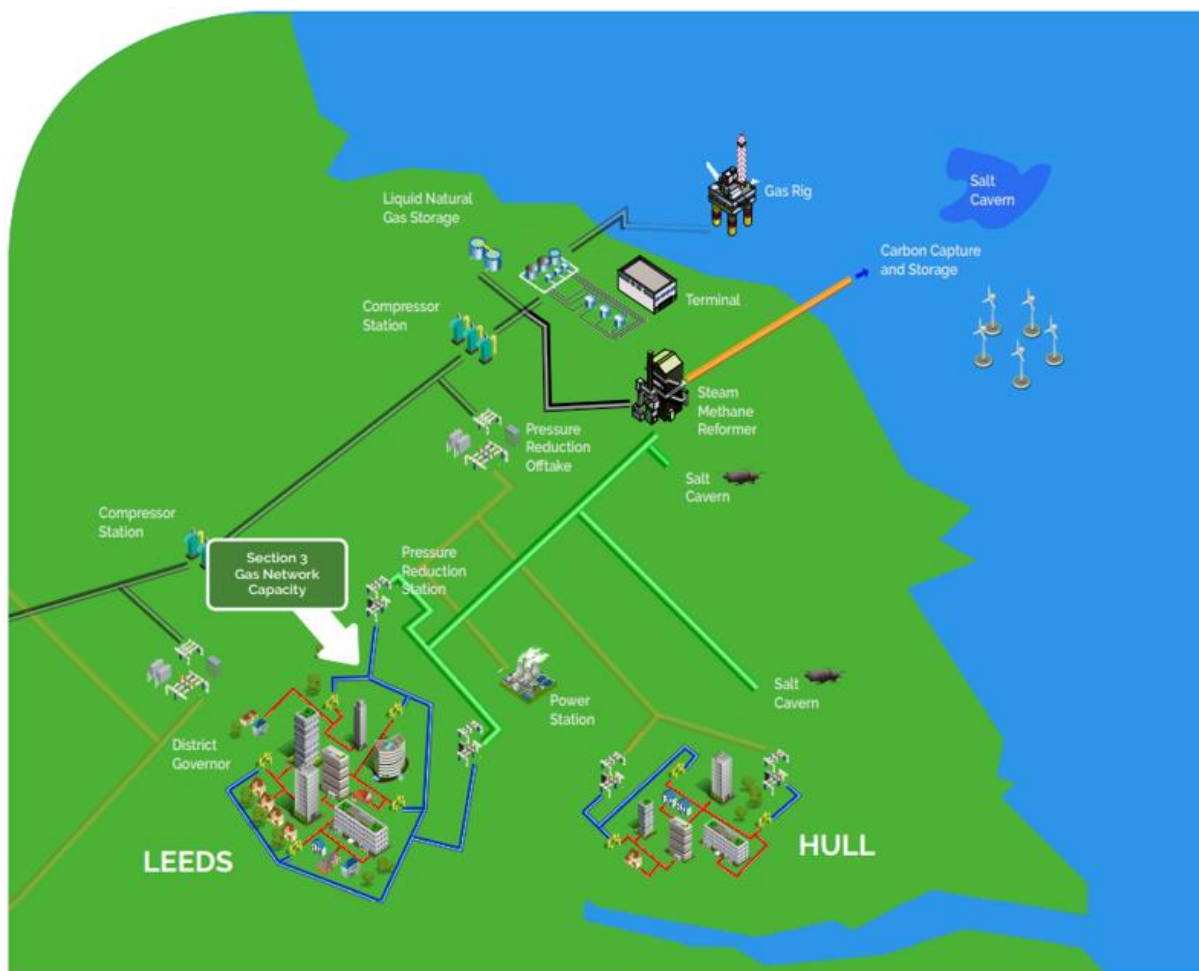 Salt
Cavern
Liquid Natural
Gas Storage
Gas Rig
Carbon Capture
and Storage
Compressor
Station
Terminal
Steam
Methane
Reformer
Pressure
Reduction
Offtake
Salt
Cavern
Compressor
Station
Section 3
Gas Network
Capacity
Pressure
Reduction
Station
Salt
Cavern
Power
Station
District
Governor
LEEDS
HULL